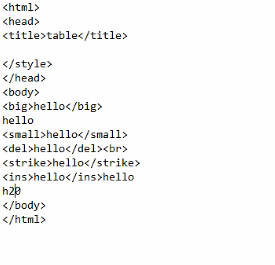 <html>
<head>
<title>table</title>
</style>
</head>
<body>
<big>hello</big>
hello
<small>hello</small>
<del>hello</del><br>
<strike>hello</strike>
<ins>hello</ins>hello
h20
</body>
</html>